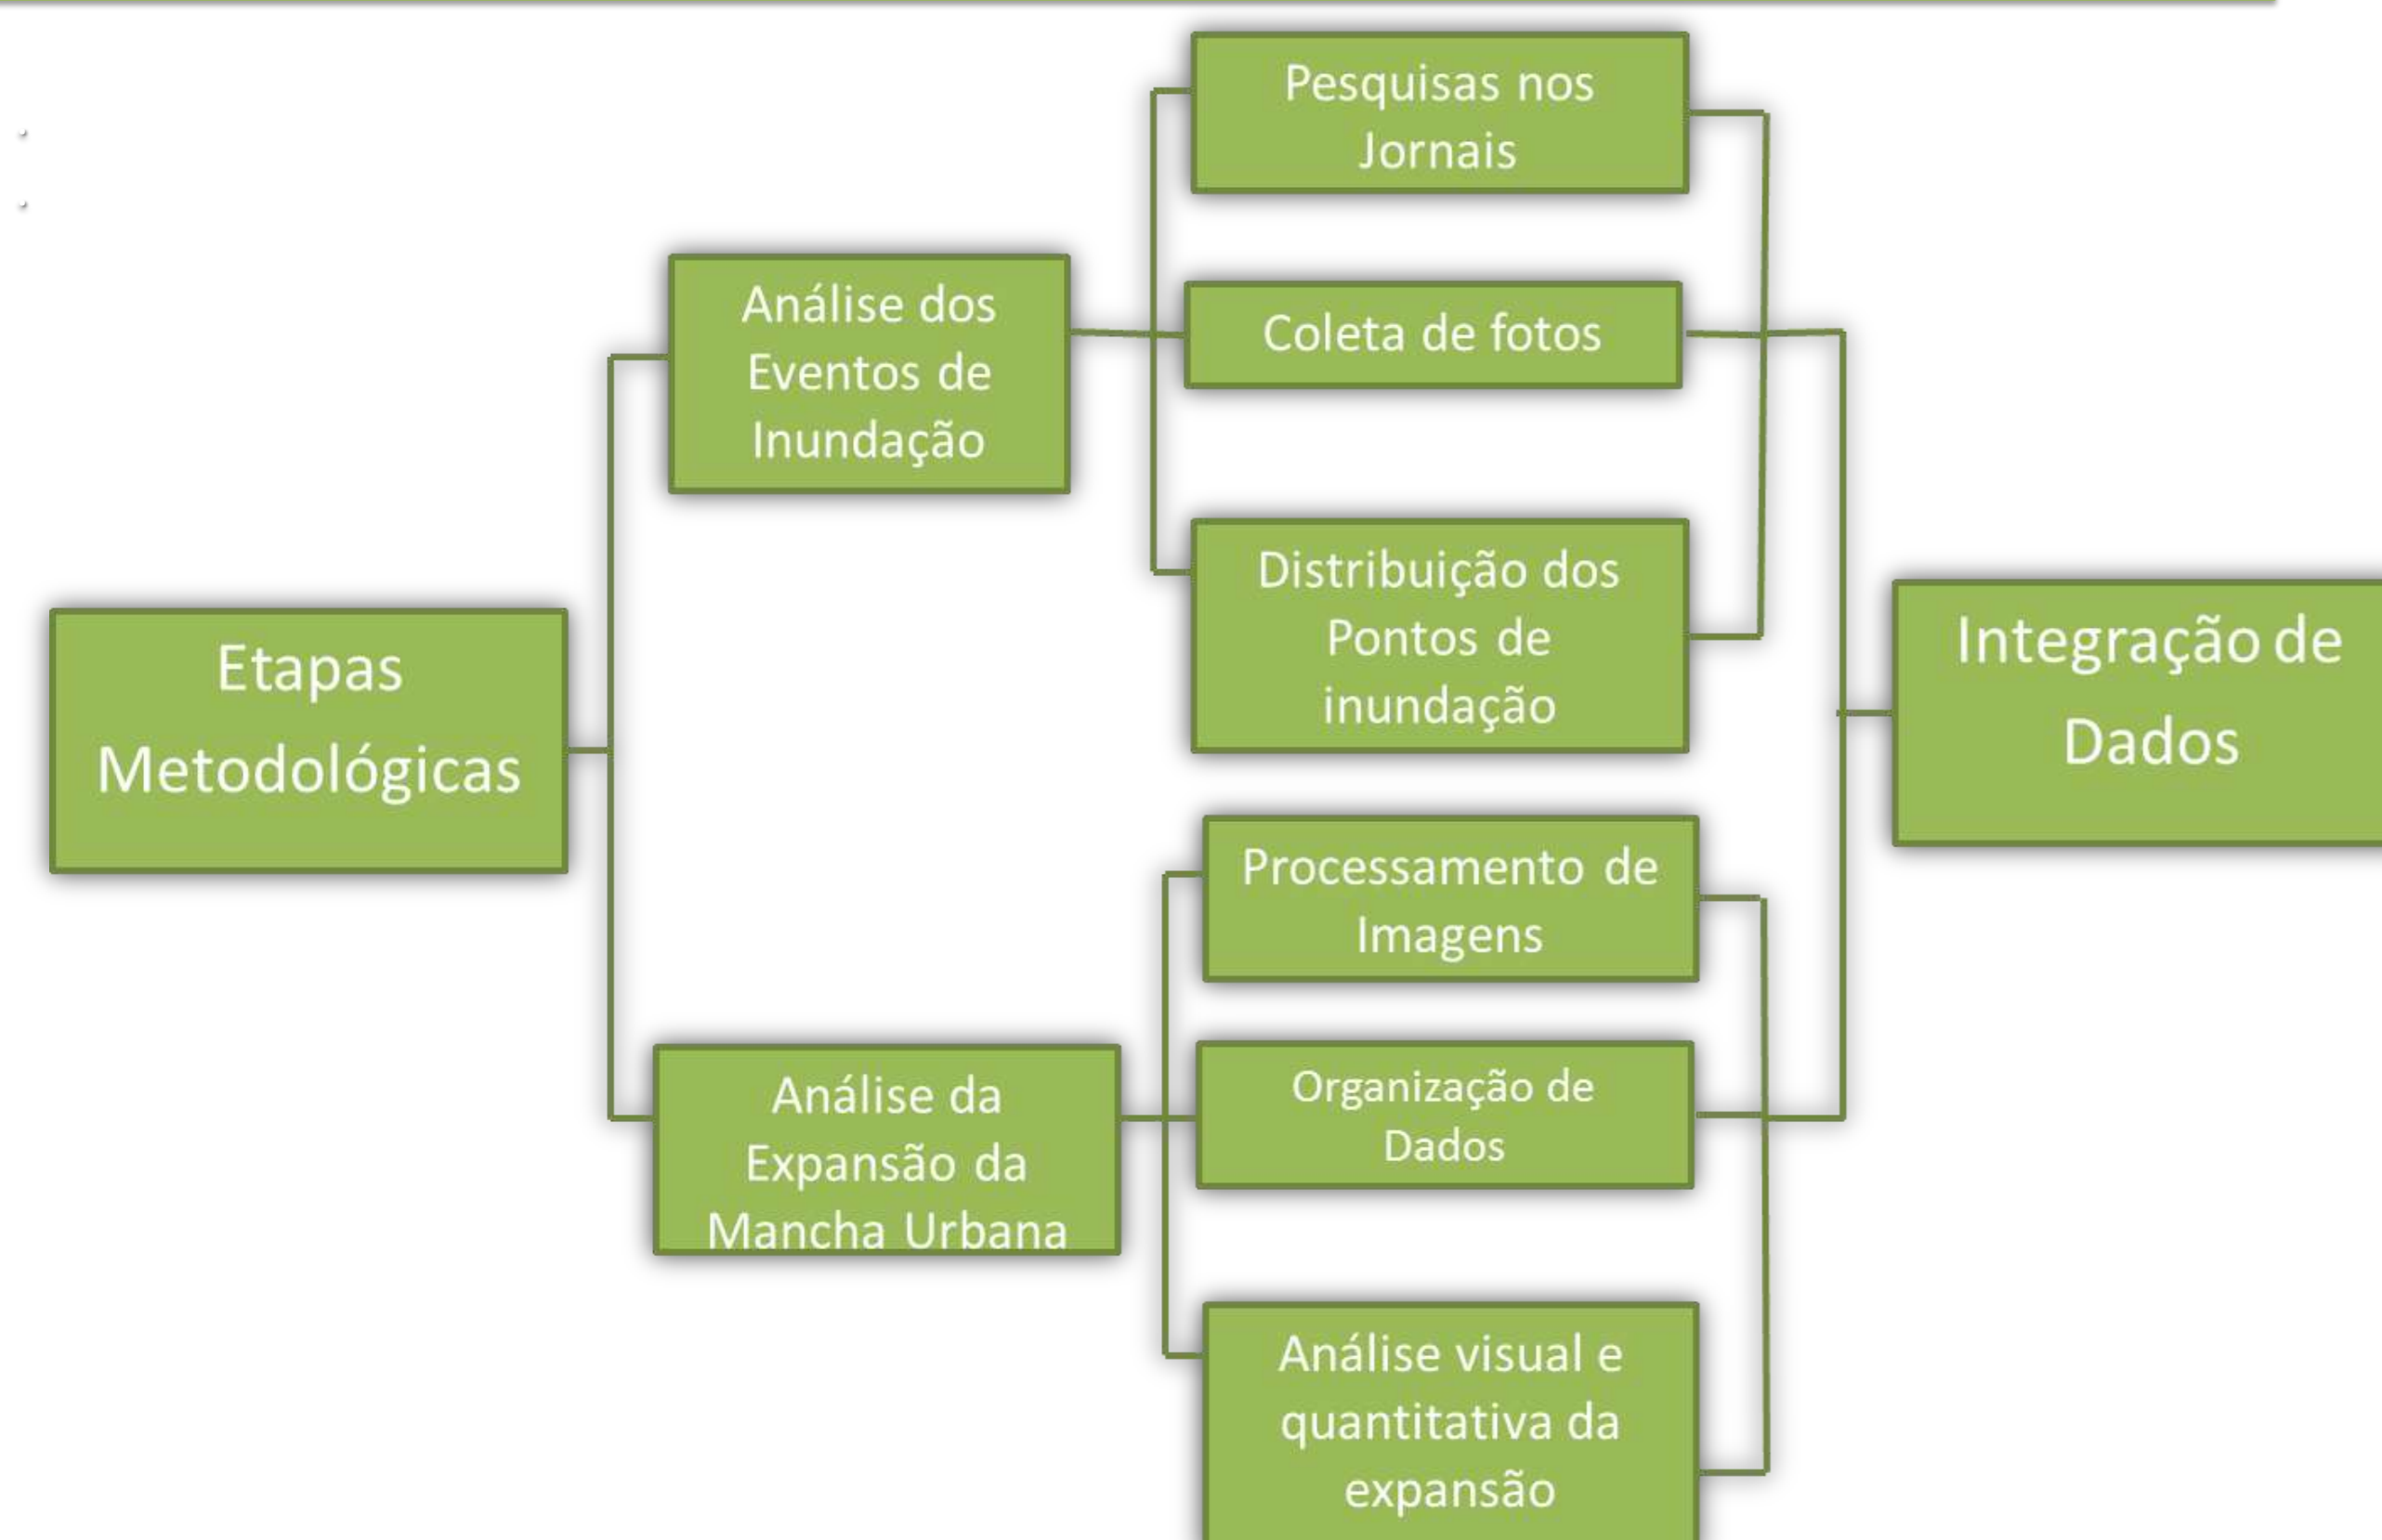 Etapas
Metodológicas
Análise dos
Eventos de
Inundação
Pesquisas nos
Jornais
Coleta de fotos
Distribuição dos
Pontos de
inundação
Análise da
Expansão da
Mancha Urbana
Processamento de
Imagens
Organização de
Dados
Análise visual e
quantitativa da
expansão
Integração de
Dados